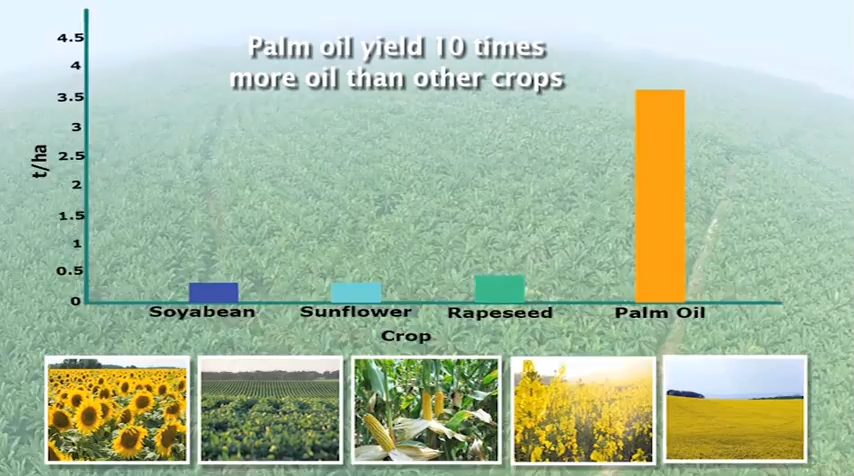 Palm oil yield 10 times
more oil than other crops
4.5
4
3.5
3
2.5
2
1.5
1
0.5
0
t/ha
Soyabean Sunflower Rapeseed Palm Oil
Crop